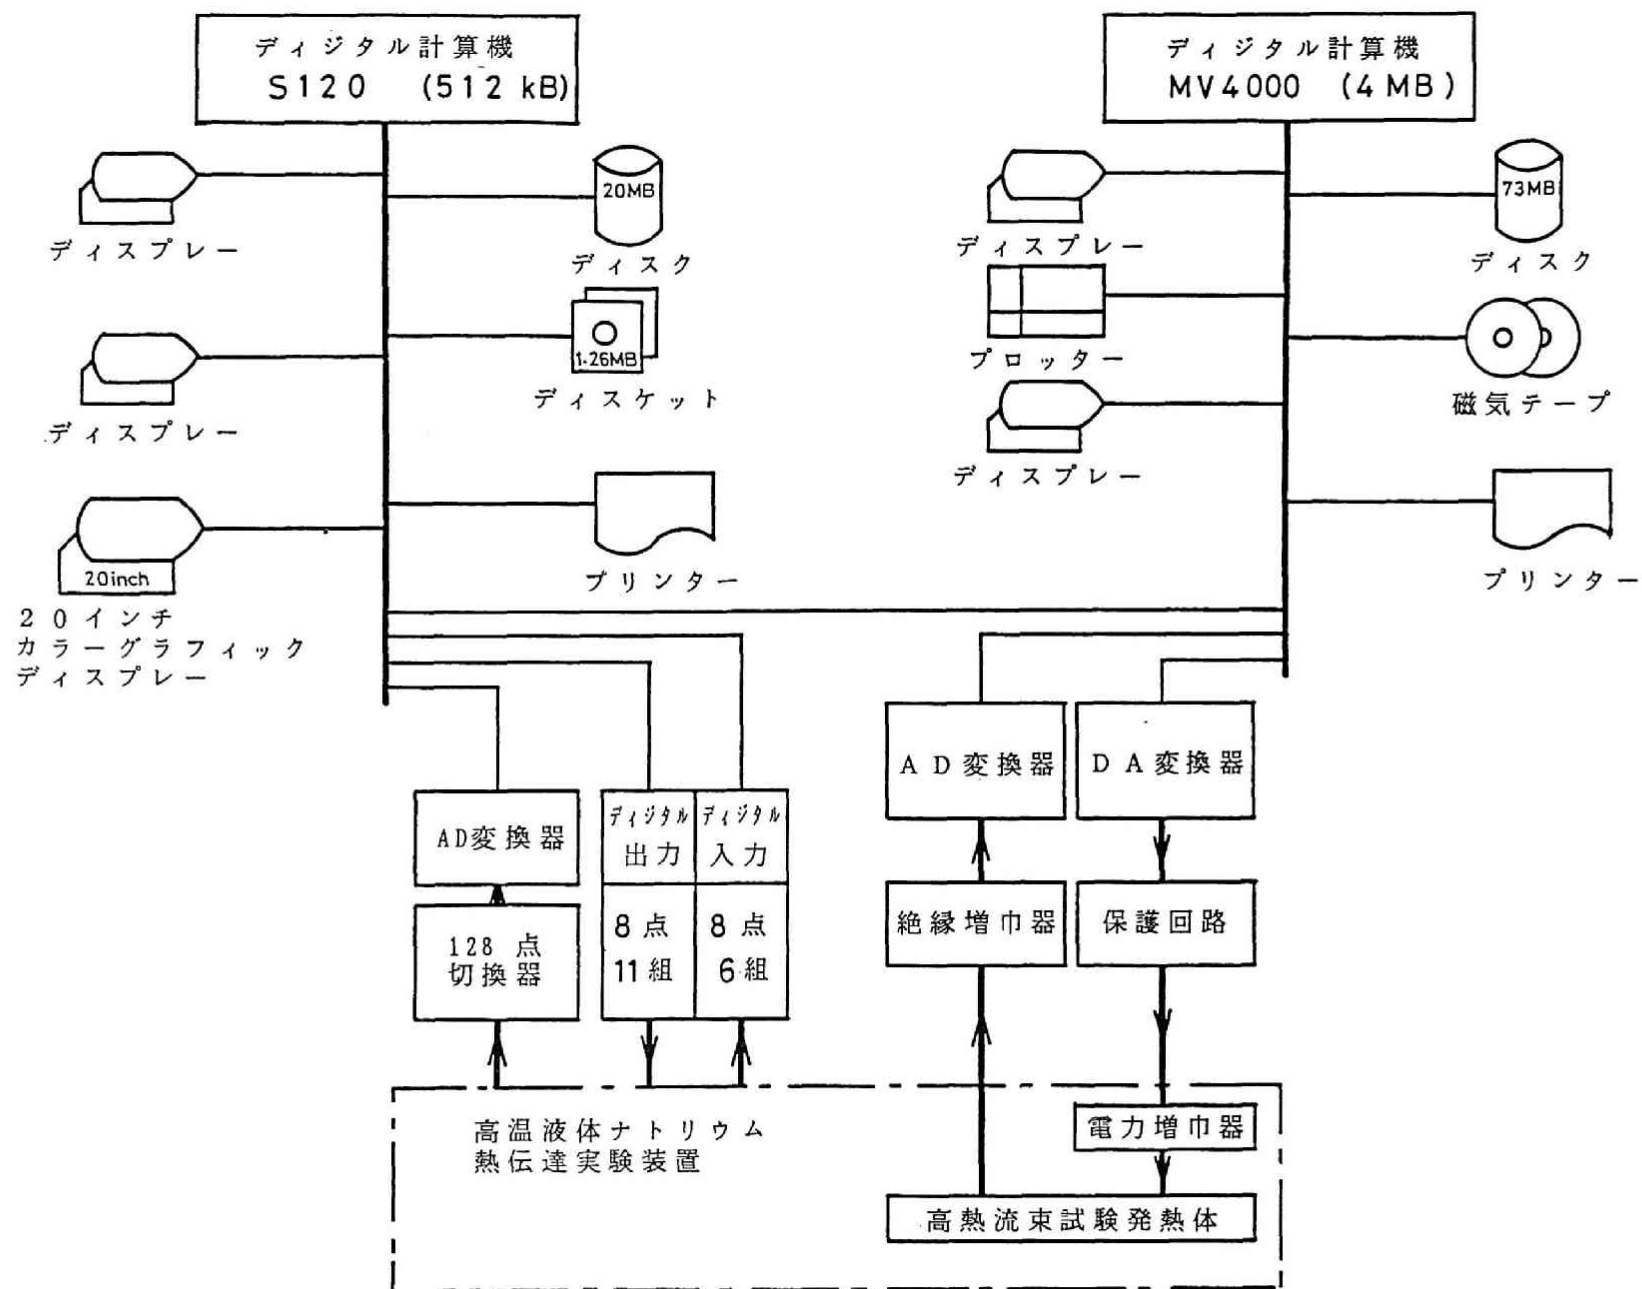 ディジタル計算機
S120 (512 kB)
ディジタル計算機
MV4000 (4MB)
ディスプレー
20MB
ディスク
ディスプレー
73MB
ディスク
プロッター
1.26MB
ディスケット
ディスプレー
磁気テープ
ディスプレー
プリンター
プリンター
20inch
20インチ
カラーグラフィック
ディスプレー
AD変換器
DA変換器
AD変換器
ディジタル
出力
ディジタル
入力
128点
切換器
8点
11組
8点
6組
絶縁増巾器
保護回路
高温液体ナトリウム
熱伝達実験装置
電力増巾器
高熱流束試験発熱体